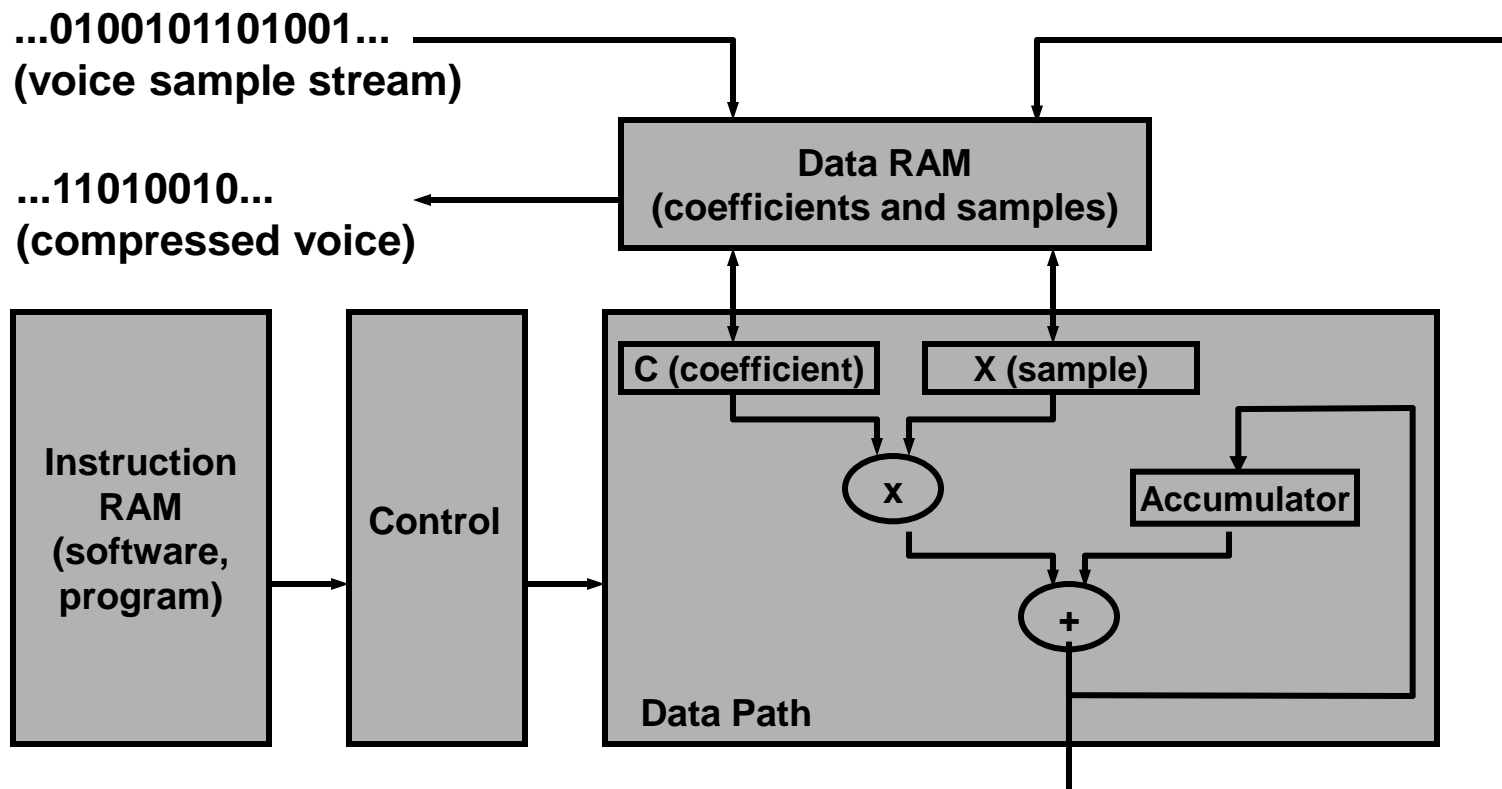 ...0100101101001...
(voice sample stream)
...11010010...
(compressed voice)
Data RAM
(coefficients and samples)
Instruction
RAM
(software,
program)
Control
C (coefficient)
X (sample)
x
Accumulator
+
Data Path